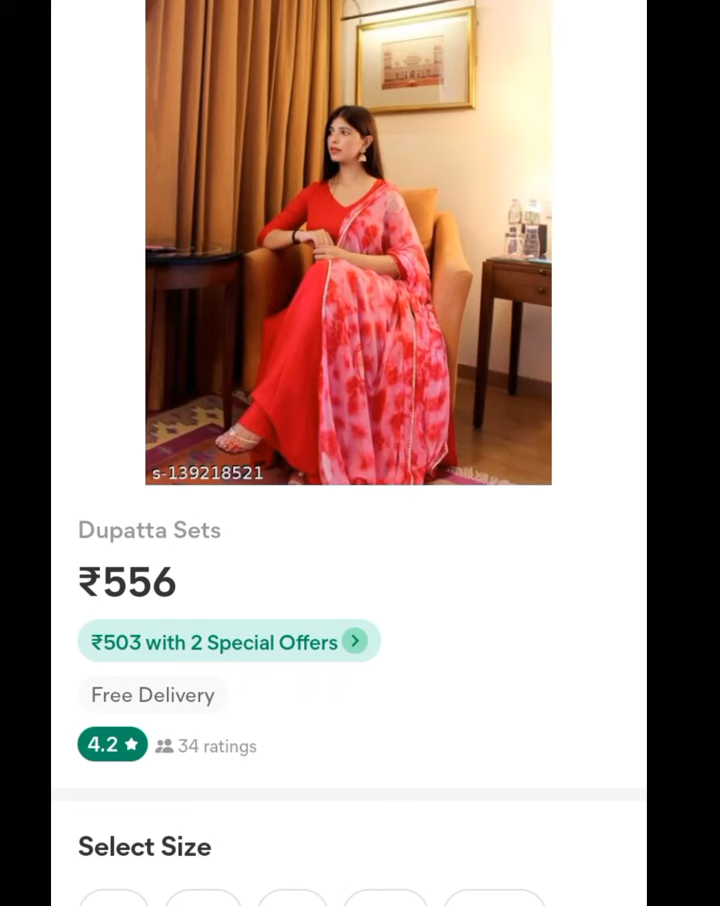 s-139218521
Dupatta Sets
₹556
₹503 with 2 Special Offers
Free Delivery
4.2 34 ratings
Select Size